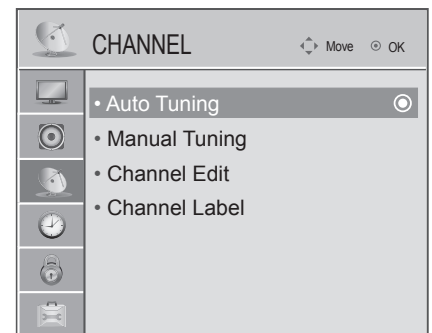 CHANNEL
Move
OK
• Auto Tuning
• Manual Tuning
• Channel Edit
• Channel Label